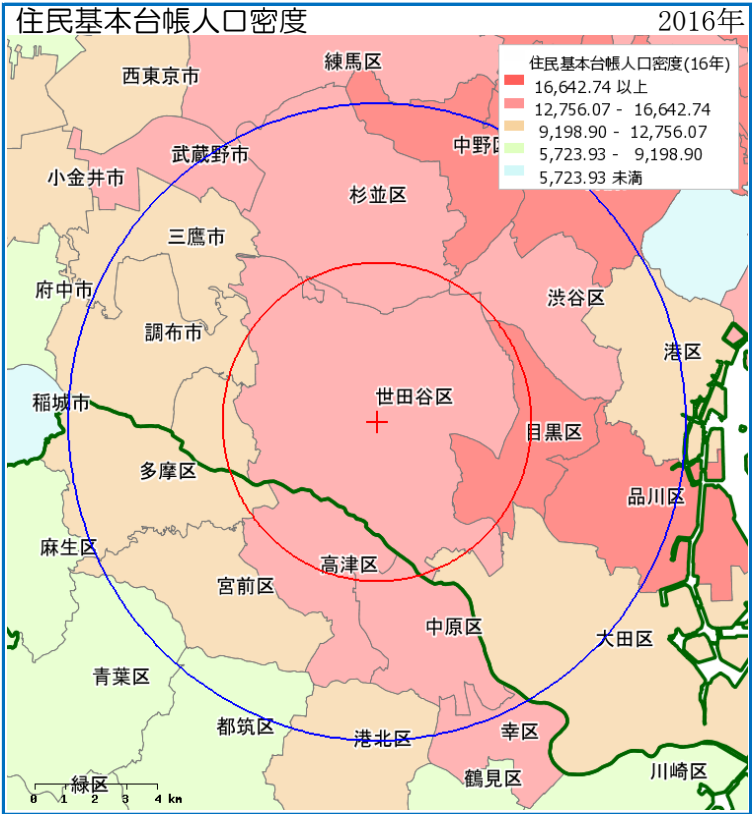 住民基本台帳人口密度
2016年
住民基本台帳人口密度(16年)
16,642.74 以上
12,756.07 - 16,642.74
9,198.90 - 12,756.07
5,723.93 - 9,198.90
5,723.93 未満
練馬区
西東京市
中野区
武蔵野市
小金井市
杉並区
三鷹市
府中市
渋谷区
調布市
港区
稲城市
世田谷区
目黒区
多摩区
品川区
麻生区
高津区
宮前区
中原区
大田区
青葉区
都筑区
港北区
幸区
鶴見区
川崎区
緑区
0 1 2 3 4 km